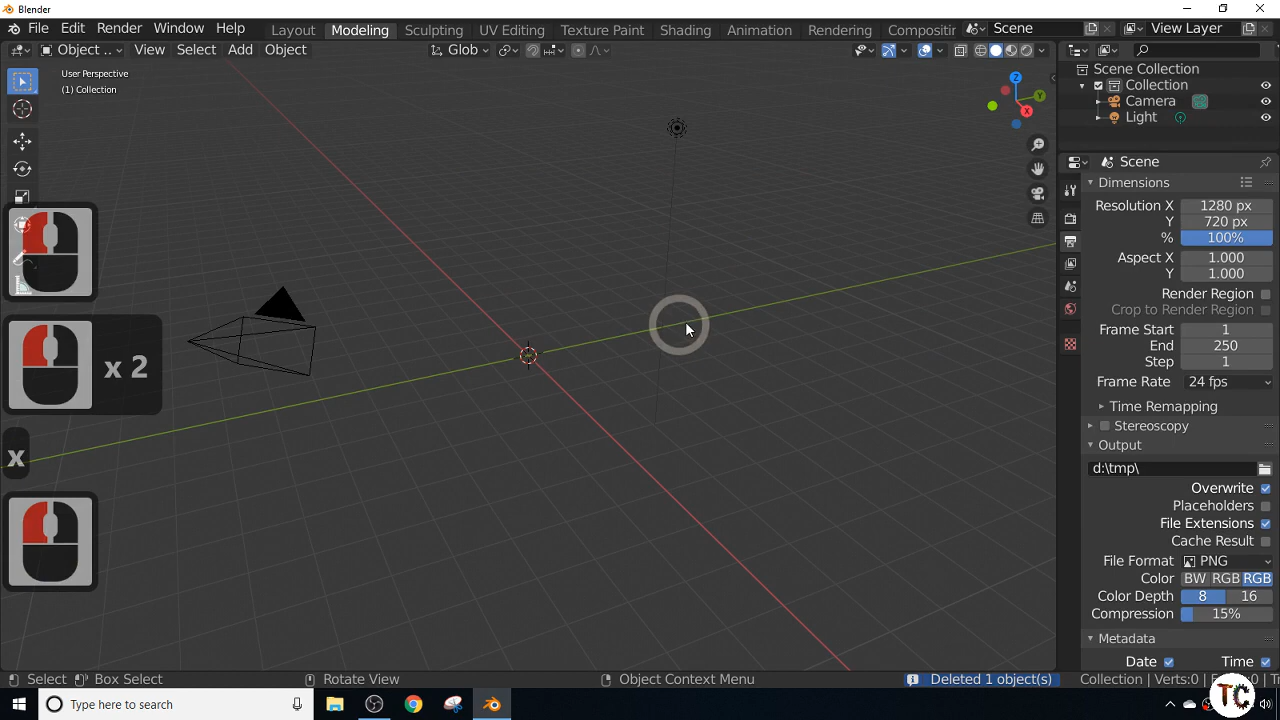 Blender
File Edit Render Window Help Layout Modeling Sculpting UV Editing Texture Paint Shading Animation Rendering Compositin Scene View Layer
Object .. View Select Add Object Glob
User Perspective
(1) Collection
Z
Y
X
Scene Collection
Collection
Camera
Light
Scene
Dimensions
Resolution X 1280 px
Y 720 px
% 100%
Aspect X 1.000
Y 1.000
Render Region
Crop to Render Region
Frame Start 1
End 250
Step 1
Frame Rate 24 fps
Time Remapping
Stereoscopy
Output
d:\tmp\
Overwrite
Placeholders
File Extensions
Cache Result
File Format PNG
Color BW RGB RGB
Color Depth 8 16
Compression 15%
Metadata
Date Time
x 2
x
Select Box Select Rotate View Object Context Menu Deleted 1 object(s) Collection | Verts:0 |
Type here to search
TC